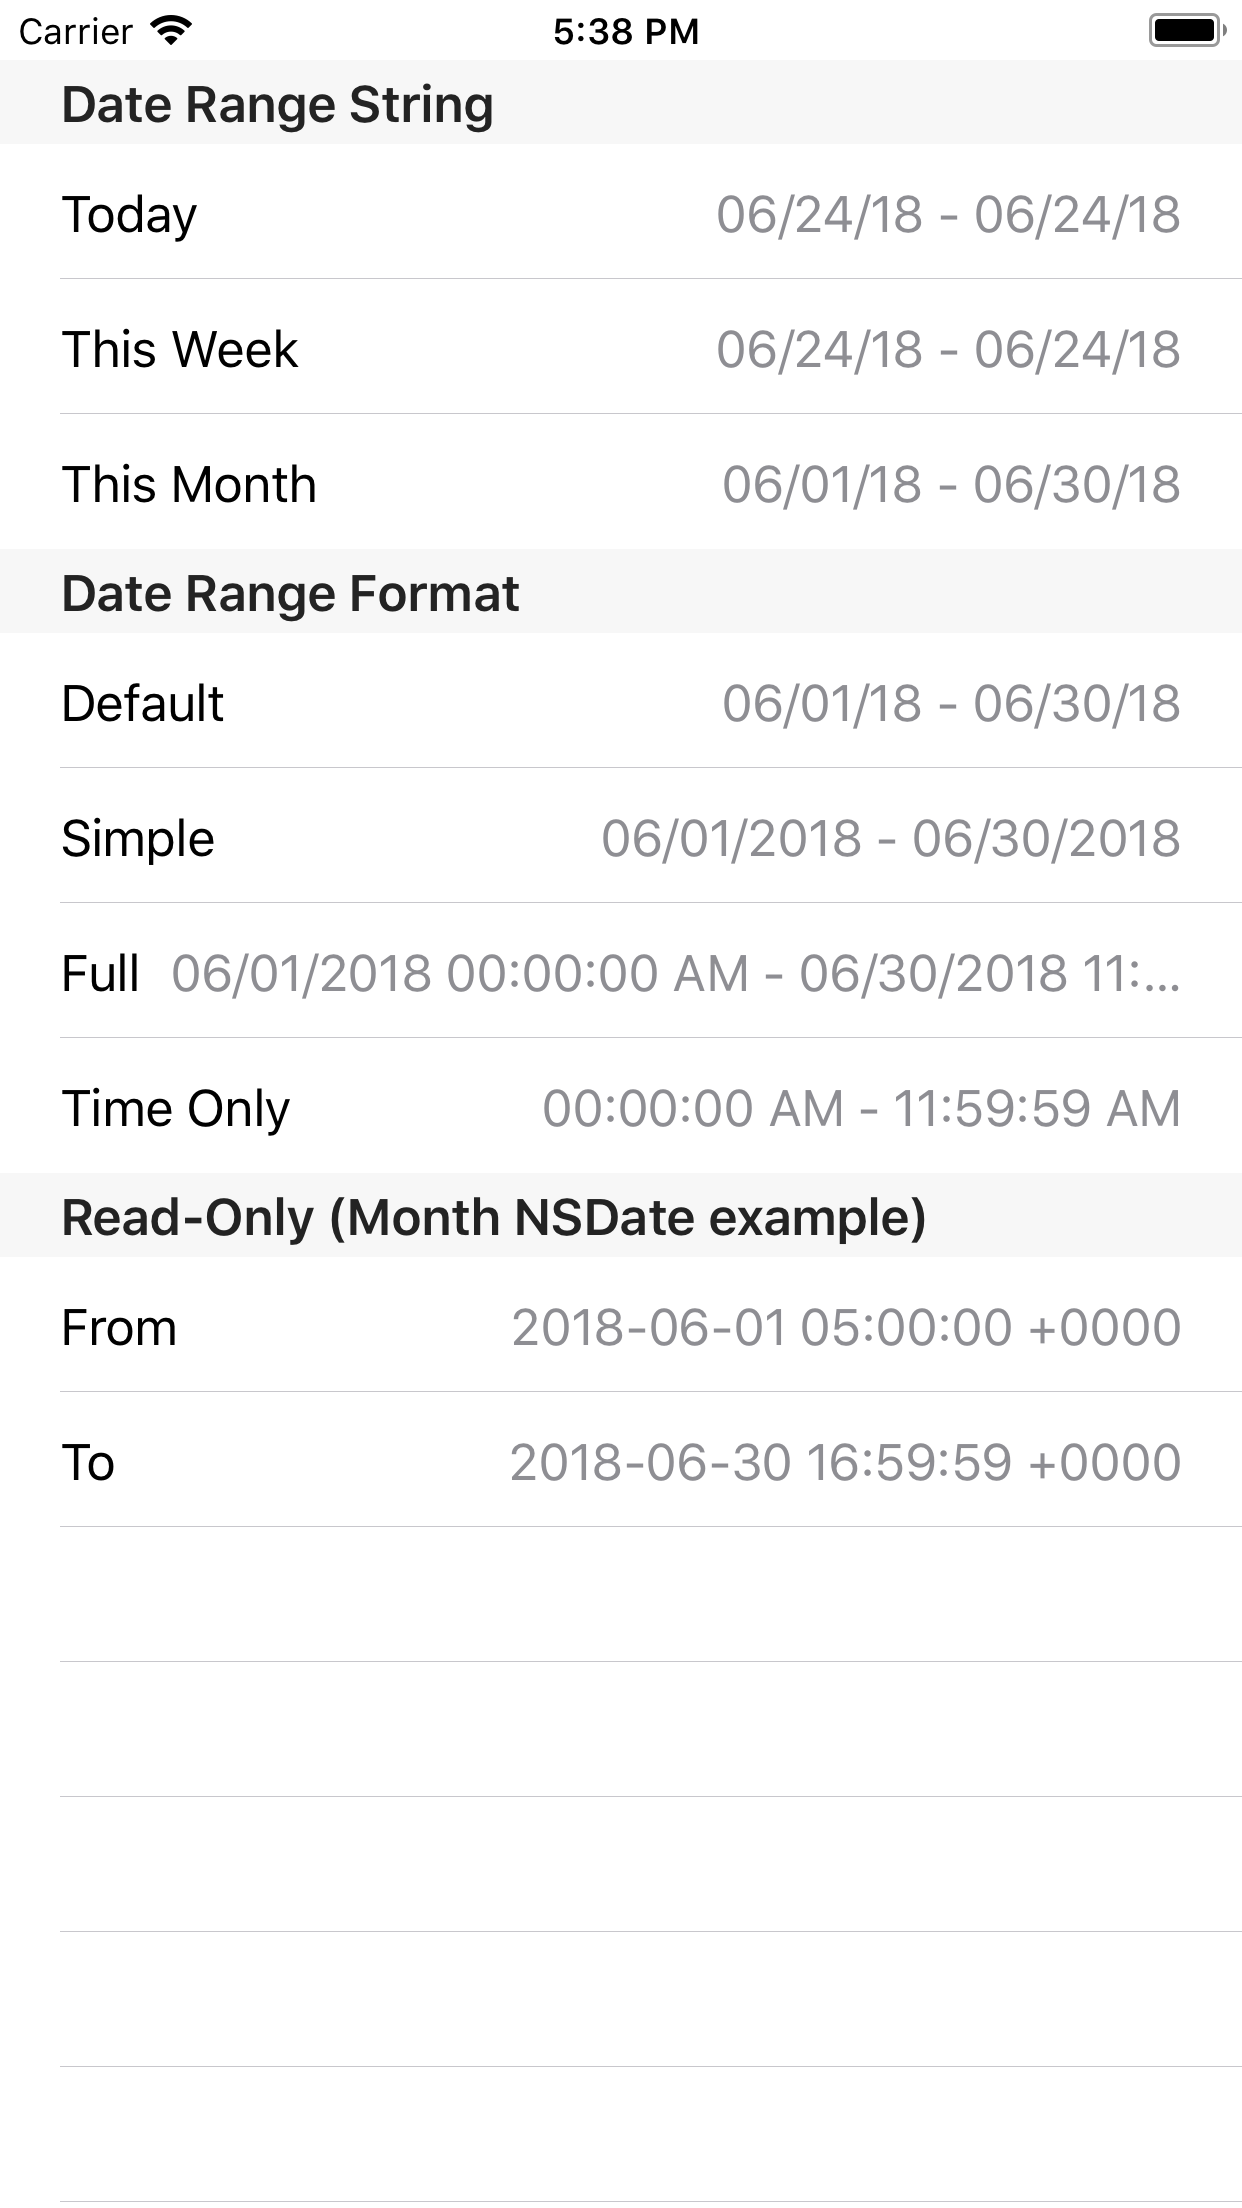 Carrier 5:38 PM
Date Range String
Today 06/24/18 - 06/24/18
This Week 06/24/18 - 06/24/18
This Month 06/01/18 - 06/30/18
Date Range Format
Default 06/01/18 - 06/30/18
Simple 06/01/2018 - 06/30/2018
Full 06/01/2018 00:00:00 AM - 06/30/2018 11:...
Time Only 00:00:00 AM - 11:59:59 AM
Read-Only (Month NSDate example)
From 2018-06-01 05:00:00 +0000
To 2018-06-30 16:59:59 +0000